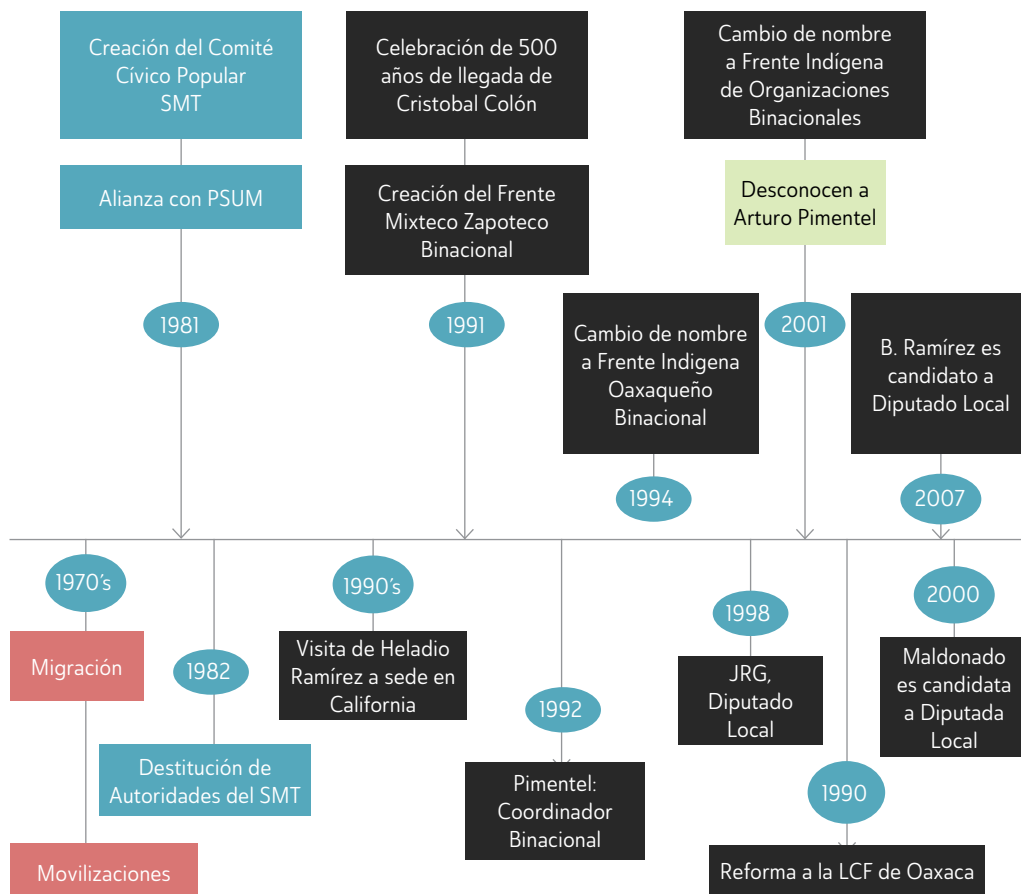 Creación del Comité
Cívico Popular
SMT
Alianza con PSUM
1981
Celebración de 500
años de llegada de
Cristobal Colón
Creación del Frente
Mixteco Zapoteco
Binacional
1991
Cambio de nombre
a Frente Indigena
Oaxaqueño
Binacional
1994
Cambio de nombre
a Frente Indígena
de Organizaciones
Binacionales
Desconocen a
Arturo Pimentel
2001
B. Ramírez es
candidato a
Diputado Local
2007
1970's
Migración
Movilizaciones
1982
Destitución de
Autoridades del SMT
1990's
Visita de Heladio
Ramírez a sede en
California
1992
Pimentel:
Coordinador
Binacional
1998
JRG,
Diputado
Local
1990
Reforma a la LCF de Oaxaca
2000
Maldonado
es candidata
a Diputada
Local